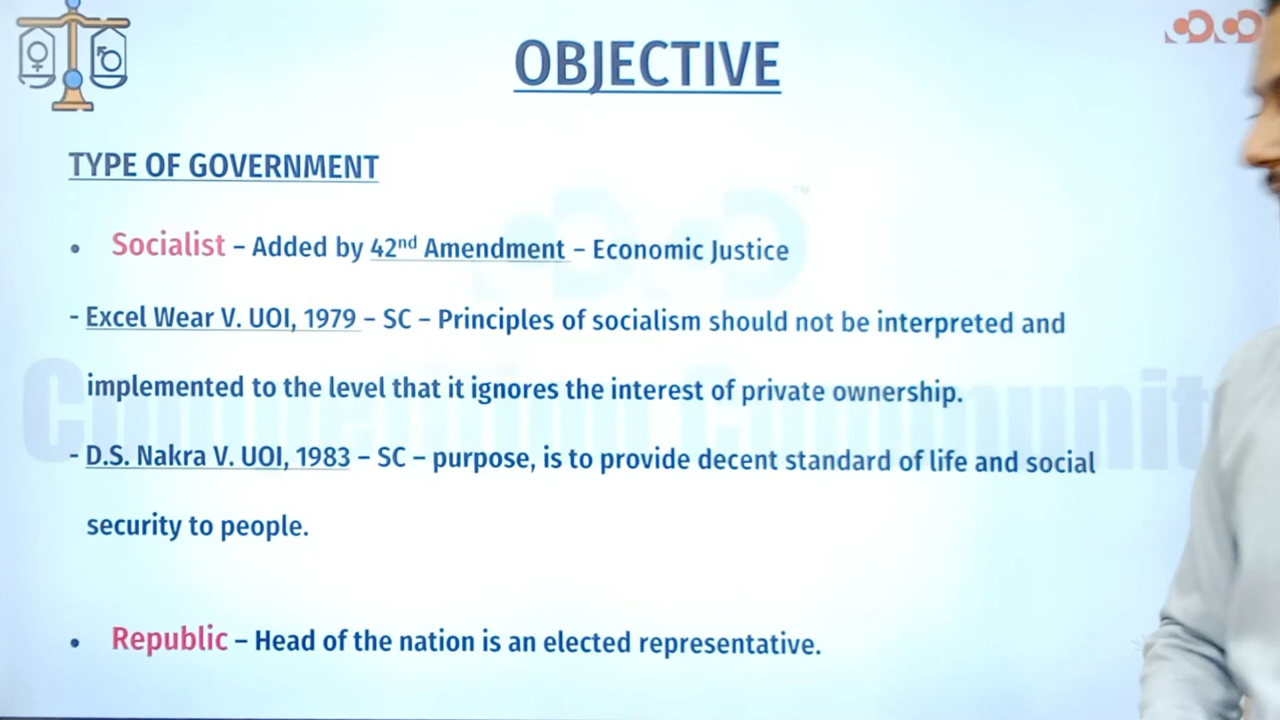 OBJECTIVE
TYPE OF GOVERNMENT
• Socialist – Added by 42nd Amendment – Economic Justice
- Excel Wear V. UOI, 1979 – SC – Principles of socialism should not be interpreted and
implemented to the level that it ignores the interest of private ownership.
- D.S. Nakra V. UOI, 1983 – SC – purpose, is to provide decent standard of life and social
security to people.
• Republic – Head of the nation is an elected representative.